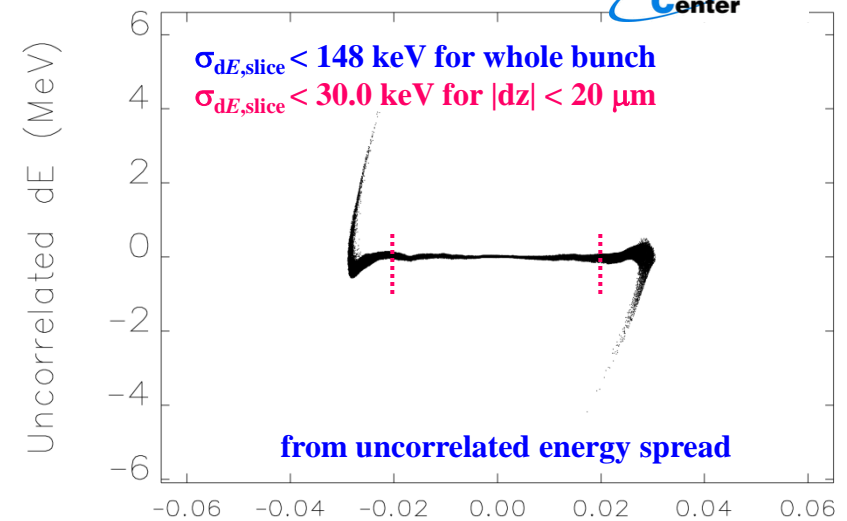 Center
σdE,slice < 148 keV for whole bunch
σdE,slice < 30.0 keV for |dz| < 20 μm
from uncorrelated energy spread
Uncorrelated dE (MeV)
6
4
2
0
−2
−4
−6
−0.06 −0.04 −0.02 0.00 0.02 0.04 0.06